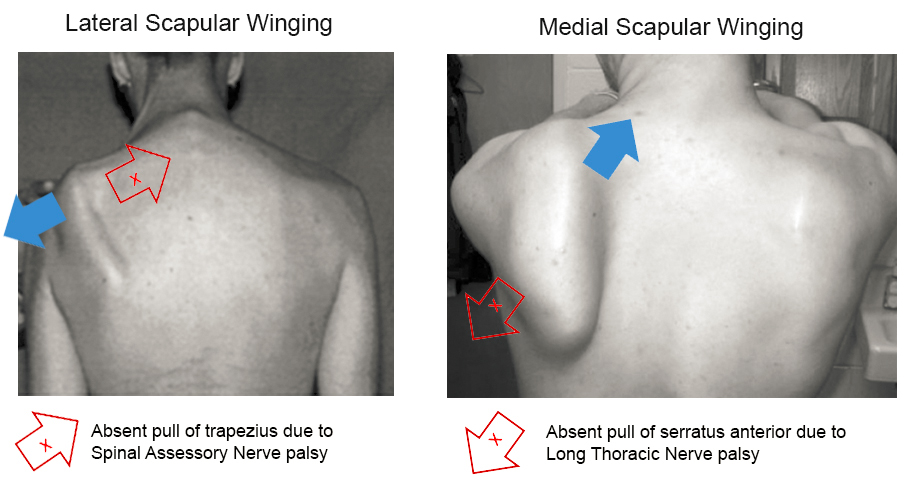 Lateral Scapular Winging
Medial Scapular Winging
X
X
X
Absent pull of trapezius due to
Spinal Assessory Nerve palsy
X
Absent pull of serratus anterior due to
Long Thoracic Nerve palsy